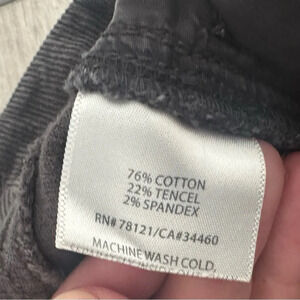 76% COTTON
22% TENCEL
2% SPANDEX
RN# 78121/CA#34460
MACHINE WASH COLD.